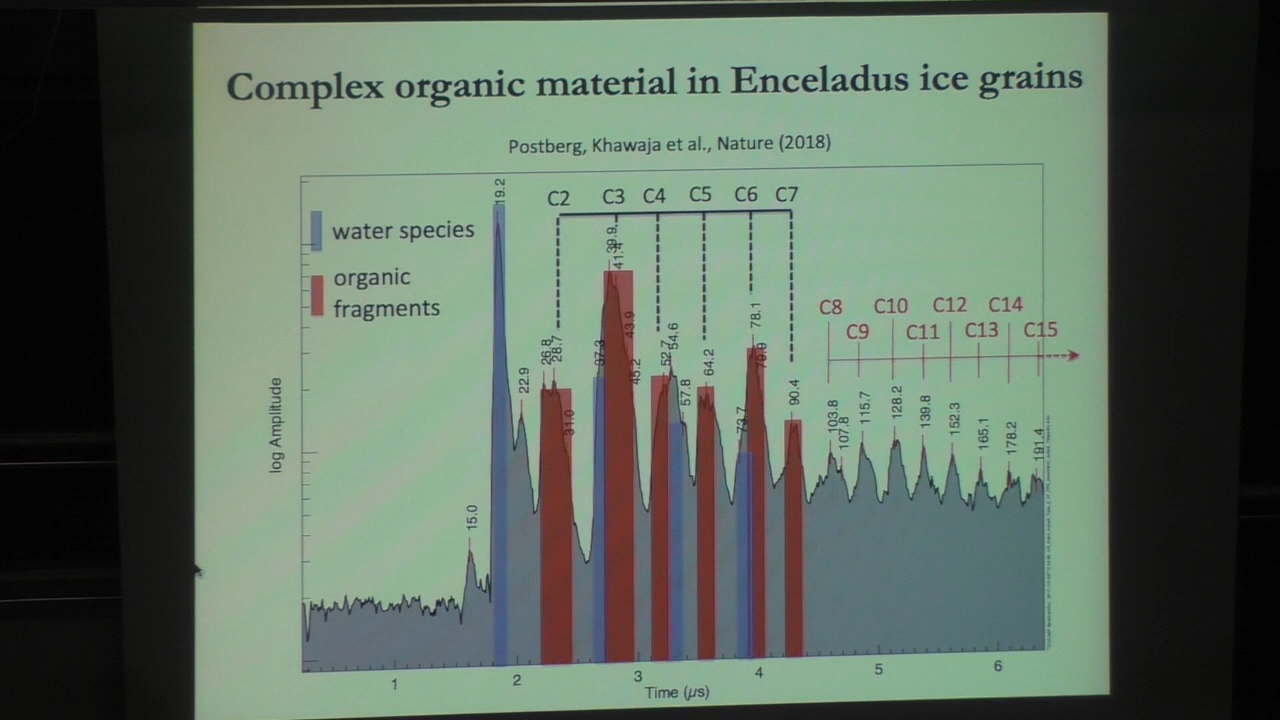 Complex organic material in Enceladus ice grains
Postberg, Khawaja et al., Nature (2018)
water species
organic
fragments
C2 C3 C4 C5 C6 C7
C8 C10 C12 C14
C9 C11 C13 C15
15.0
19.2
22.9
26.8
28.7
31.0
37.3
39.9
41.4
43.9
45.2
52.7
54.6
57.8
64.2
73.7
78.1
79.9
90.4
103.8
107.8
115.7
128.2
139.8
152.3
165.1
178.2
191.4
log Amplitude
1 2 3 4 5 6
Time (µs)